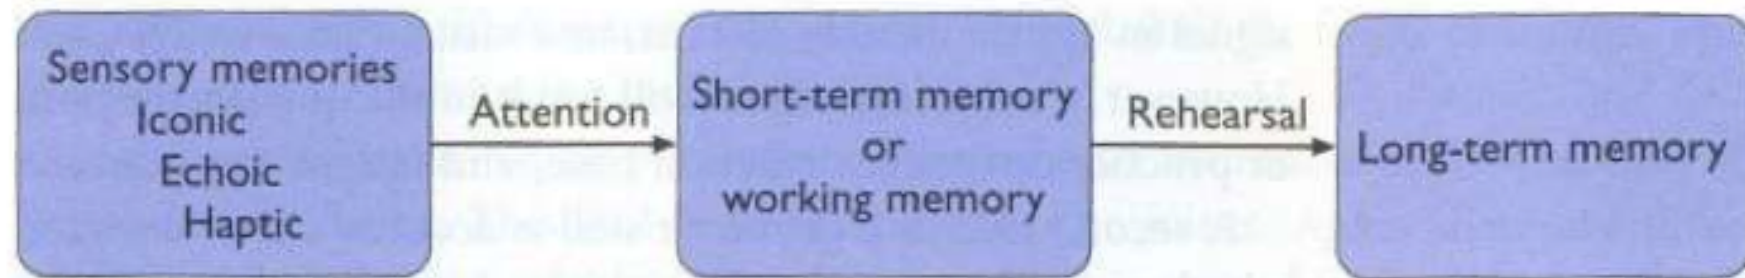 Sensory memories
Iconic
Echoic
Haptic
Attention
Short-term memory
or
working memory
Rehearsal
Long-term memory